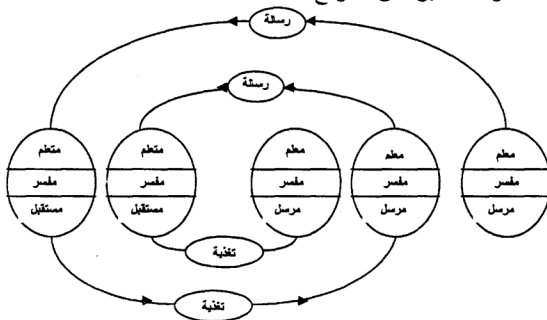 رسالة
رسالة
معلم معلم معلم متعلم متعلم
مفسر مفسر مفسر مفسر مفسر
مرسل مرسل مرسل مستقبل مستقبل
تغذية
تغذية